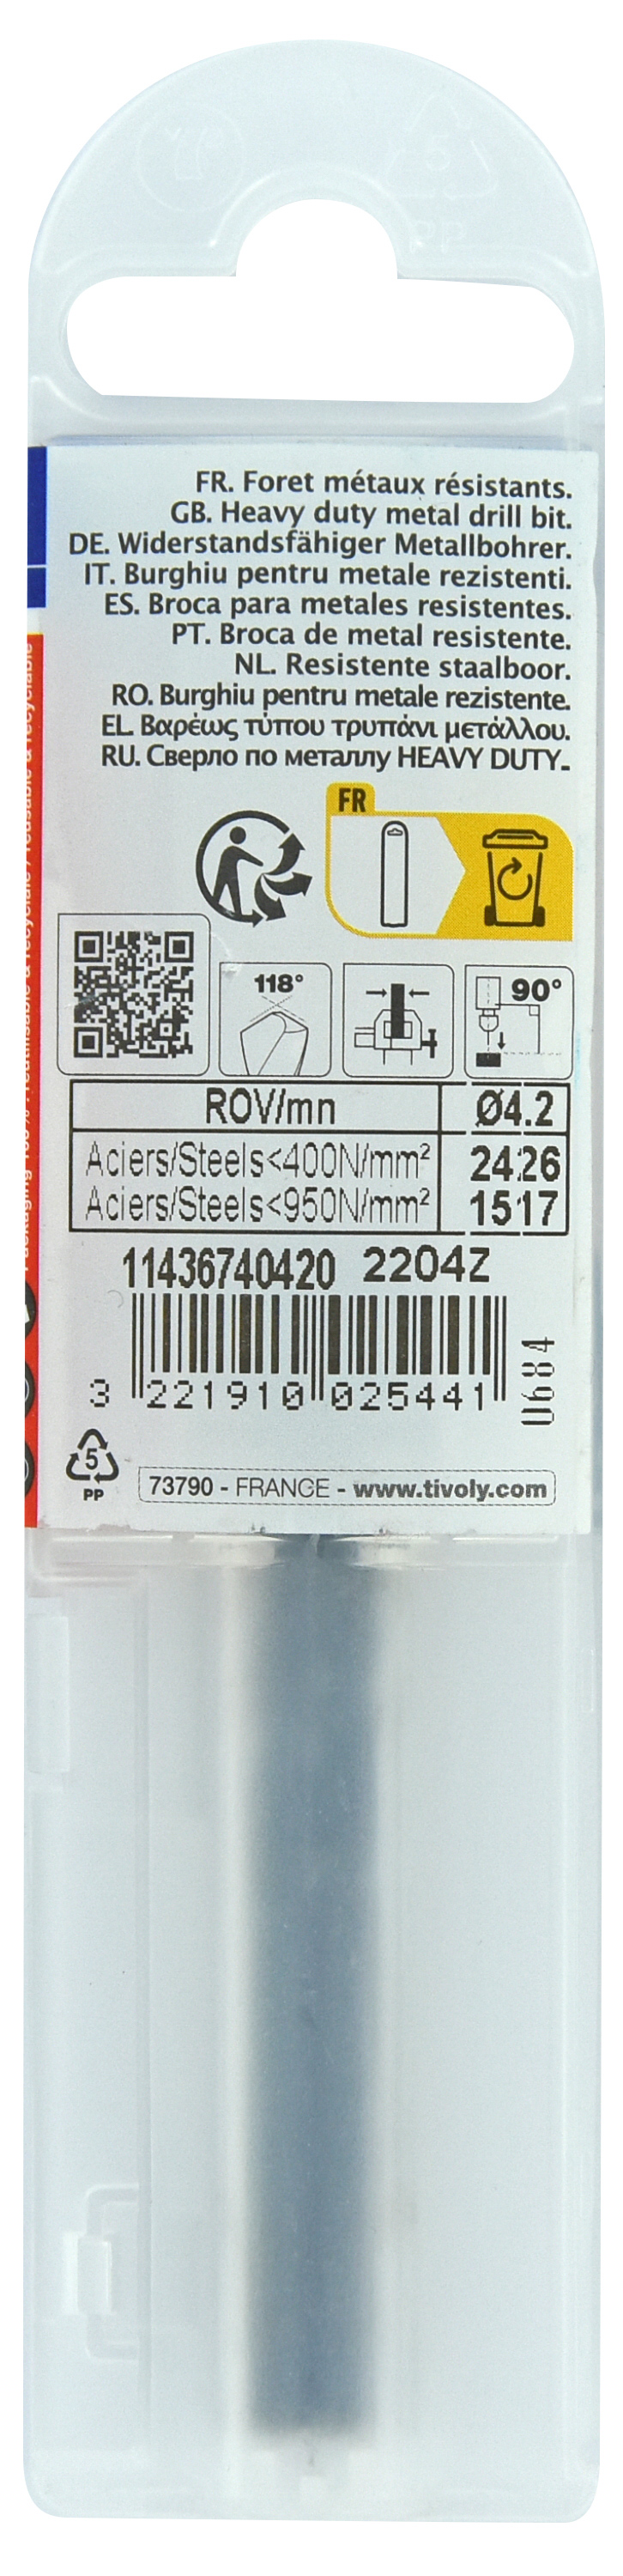 5
PP
FR. Foret métaux résistants.
GB. Heavy duty metal drill bit.
DE. Widerstandsfähiger Metallbohrer.
IT. Burghiu pentru metale rezistenti.
ES. Broca para metales resistentes.
PT. Broca de metal resistente.
NL. Resistente staalboor.
RO. Burghiu pentru metale rezistente.
EL. Βαρέως τύπου τρυπάνι μετάλλου.
RU. Сверло по металлу HEAVY DUTY.
FR
118°
90°
ROV/mn Ø4.2
Aciers/Steels<400N/mm² 2426
Aciers/Steels<950N/mm² 1517
11436740420 2204Z
3 221910 025441
0684
5
PP
73790 - FRANCE - www.tivoly.com